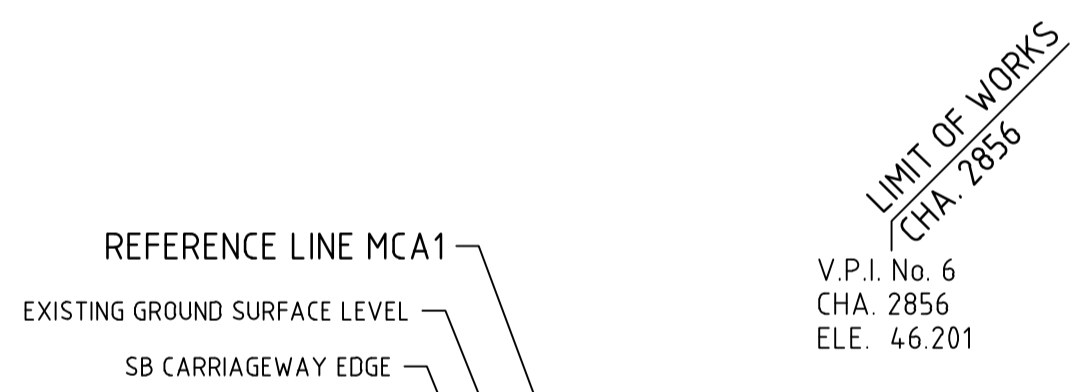 LIMIT OF WORKS
CHA. 2856
REFERENCE LINE MCA1
EXISTING GROUND SURFACE LEVEL
SB CARRIAGEWAY EDGE
V.P.I. No. 6
CHA. 2856
ELE. 46.201